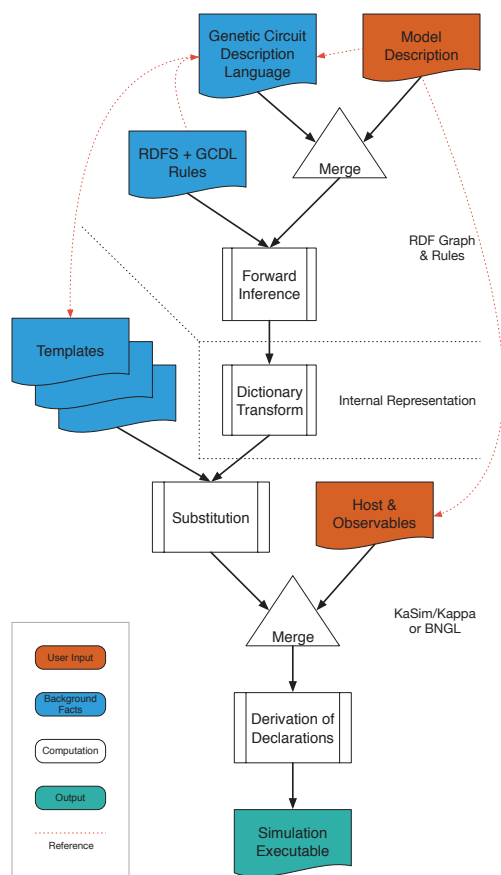 Genetic Circuit
Description
Language
Model
Description
RDFS + GCDL
Rules
Merge
RDF Graph
& Rules
Forward
Inference
Templates
Dictionary
Transform
Internal Representation
Substitution
Host &
Observables
KaSim/Kappa
or BNGL
Merge
User Input
Background
Facts
Computation
Output
Reference
Derivation of
Declarations
Simulation
Executable